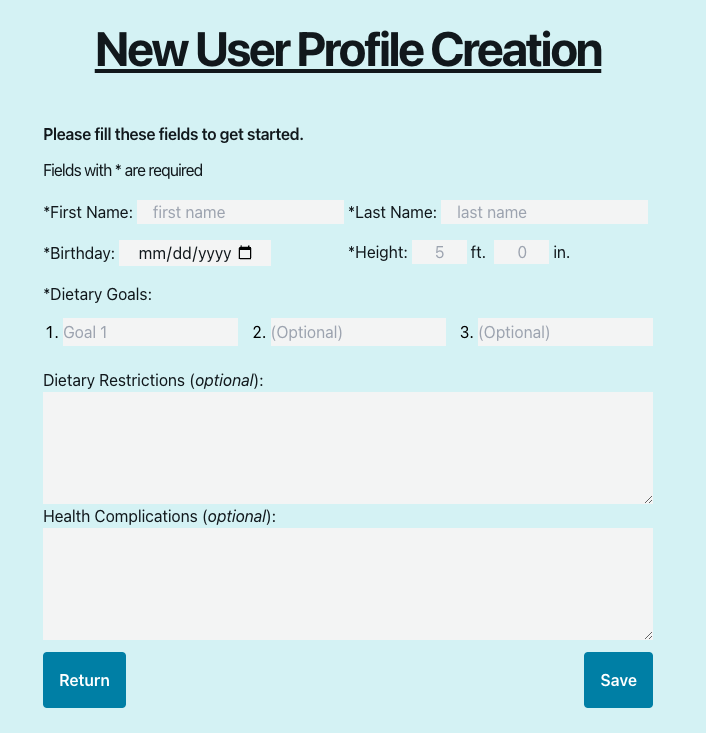 New User Profile Creation
Please fill these fields to get started.
Fields with * are required
*First Name: first name *Last Name: last name
*Birthday: mm/dd/yyyy *Height: 5 ft. 0 in.
*Dietary Goals:
1. Goal 1 2. (Optional) 3. (Optional)
Dietary Restrictions (optional):
Health Complications (optional):
Return Save